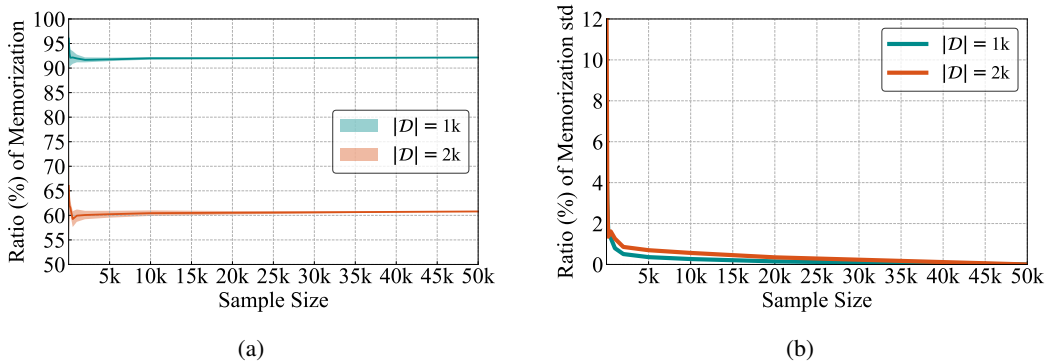 Ratio (%) of Memorization
100
95
90
85
80
75
70
65
60
55
50
|𝒟| = 1k
|𝒟| = 2k
5k 10k 15k 20k 25k 30k 35k 40k 45k 50k
Sample Size
(a)
Ratio (%) of Memorization std
12
10
8
6
4
2
0
|𝒟| = 1k
|𝒟| = 2k
5k 10k 15k 20k 25k 30k 35k 40k 45k 50k
Sample Size
(b)